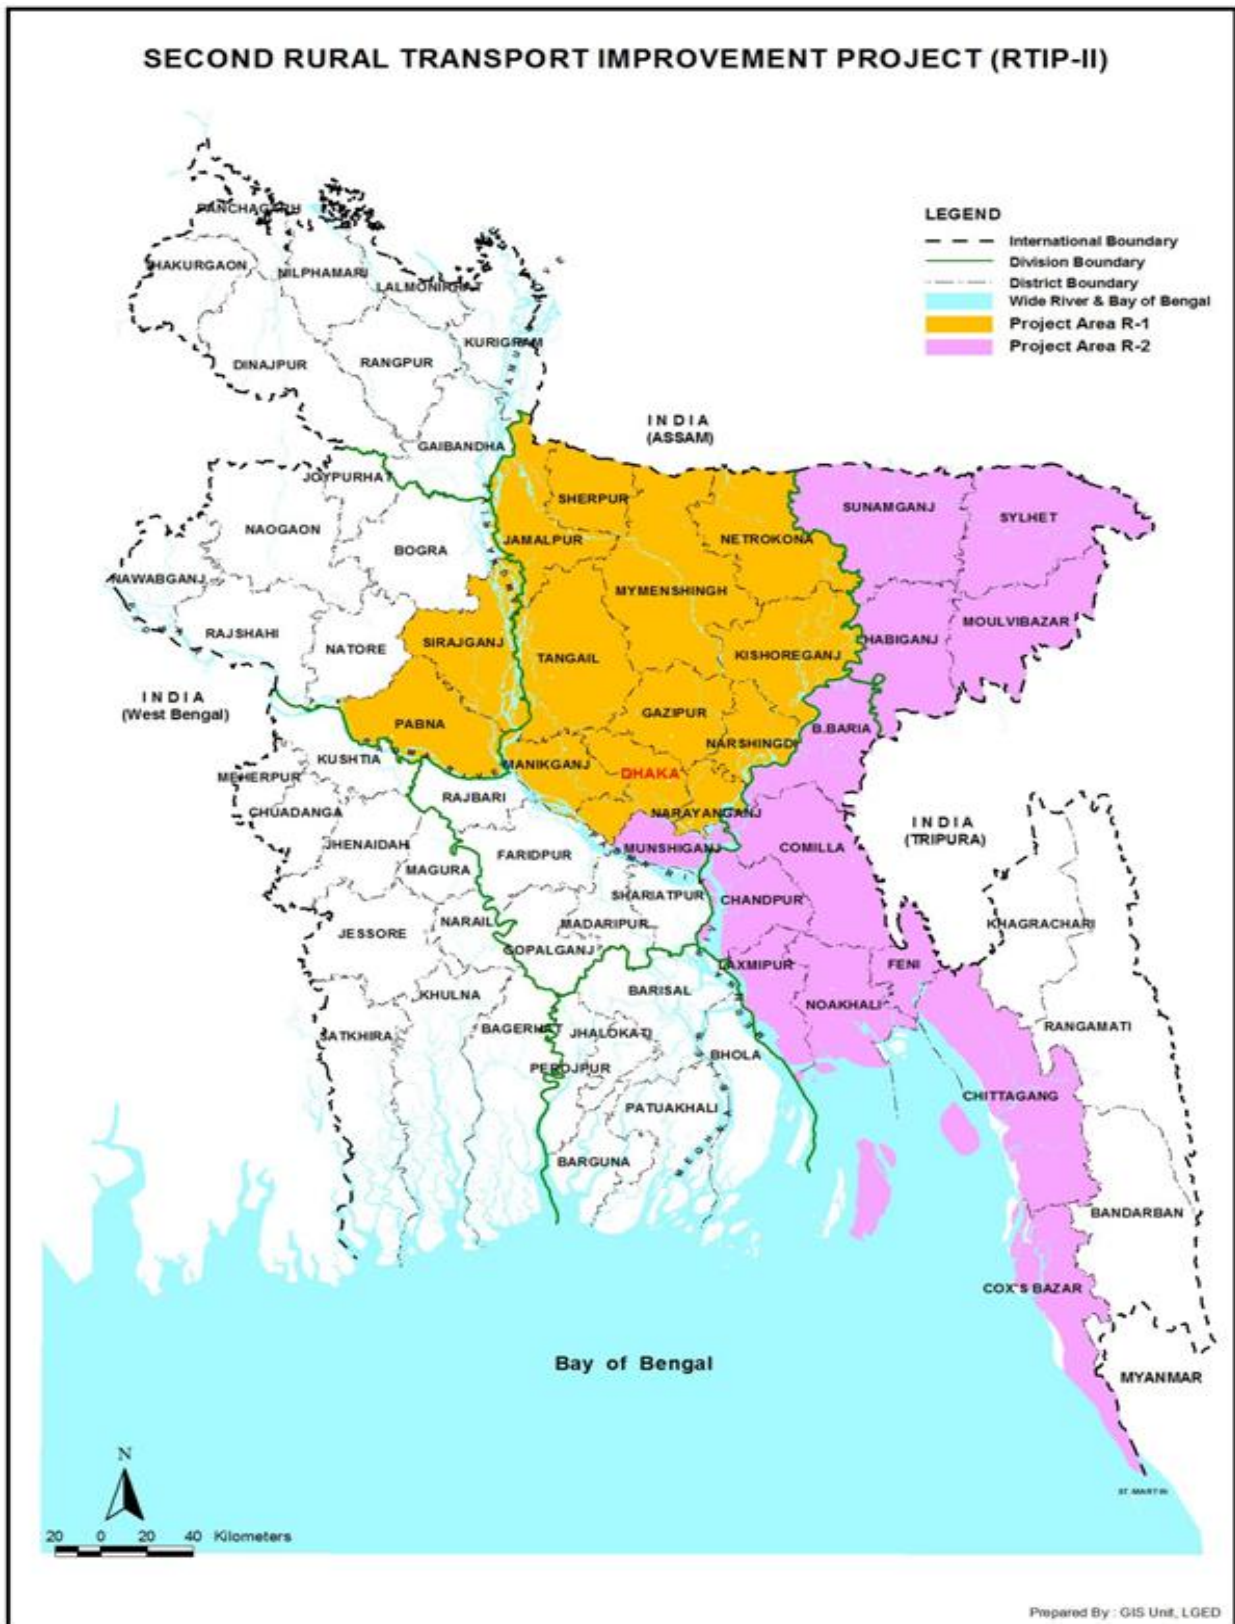 SECOND RURAL TRANSPORT IMPROVEMENT PROJECT (RTIP-II)
LEGEND
International Boundary
Division Boundary
District Boundary
Wide River & Bay of Bengal
Project Area R-1
Project Area R-2
PANCHAGARH
HAKURGAON
NILPHAMARI
LALMONIRHAT
KURIGRAM
DINAJPUR
RANGPUR
GAIBANDHA
INDIA
(ASSAM)
JOYPURHAT
NAOGAON
BOGRA
NAWABGANJ
RAJSHAHI
NATORE
SHERPUR
JAMALPUR
NETROKONA
SUNAMGANJ
SYLHET
MYMENSHINGH
SIRAJGANJ
TANGAIL
KISHOREGANJ
HABIGANJ
MOULVIBAZAR
INDIA
(West Bengal)
PABNA
GAZIPUR
NARSHINGDI
B.BARIA
KUSHTIA
MANIKGANJ
DHAKA
MEHERPUR
CHUADANGA
RAJBARI
NARAYANGANJ
MUNSHIGANJ
COMILLA
INDIA
(TRIPURA)
JHENAIDAH
MAGURA
FARIDPUR
SHARIATPUR
CHANDPUR
KHAGRACHARI
JESSORE
NARAIL
MADARIPUR
GOPALGANJ
LAXMIPUR
FENI
NOAKHALI
KHULNA
BARISAL
SATKHIRA
BAGERHAT
JHALOKATI
PEROJPUR
BHOLA
RANGAMATI
PATUAKHALI
CHITTAGANG
BARGUNA
BANDARBAN
COX'S BAZAR
Bay of Bengal
MYANMAR
ST.MARTIN
N
20 0 20 40 Kilometers
Prepared By : GIS Unit, LGED